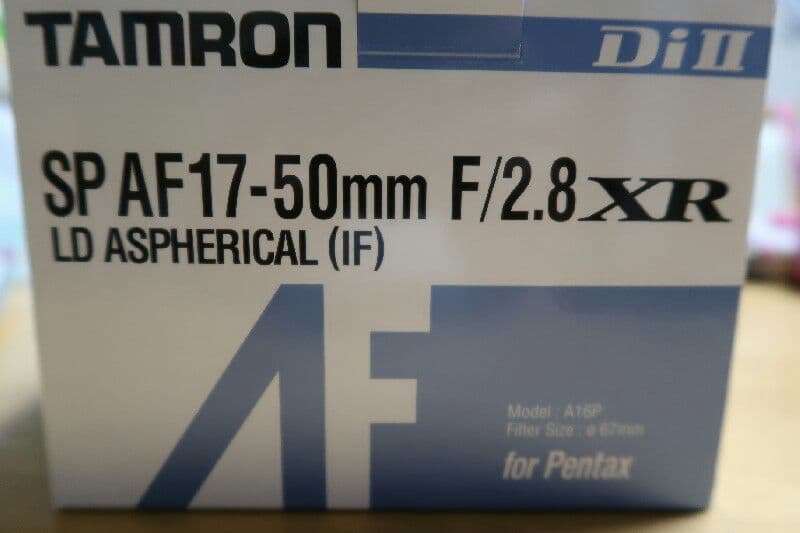 TAMRON
Di II
SP AF17-50mm F/2.8 XR
LD ASPHERICAL (IF)
AF
Model : A16P
Filter Size : ø 67mm
for Pentax